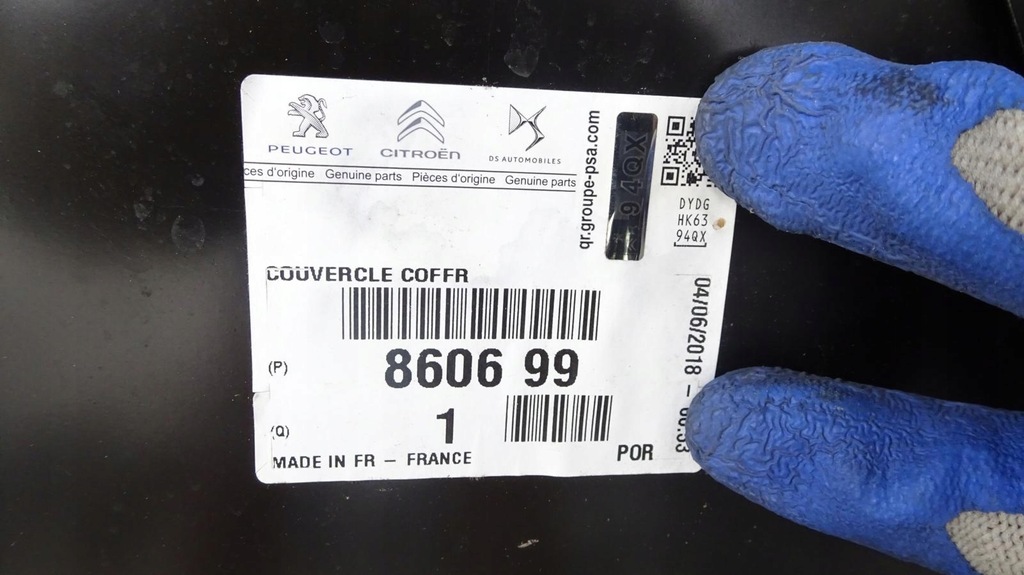 PEUGEOT CITROËN DS AUTOMOBILES
ces d'origine Genuine parts Pièces d'origine Genuine parts
qr.groupe-psa.com
94QX
DYDG
HK63
94QX
COUVERCLE COFFR
(P) 8606 99
(Q) 1
MADE IN FR – FRANCE
POR
04/06/2018 -